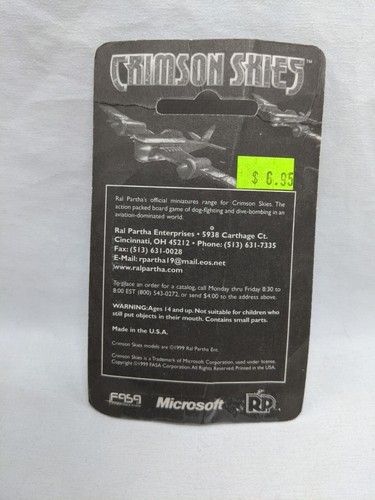 CRIMSON SKIES™
$ 6.95
Ral Partha's official miniatures range for Crimson Skies. The
action packed board game of dog-fighting and dive-bombing in an
aviation-dominated world.
Ral Partha Enterprises • 5938 Carthage Ct.
Cincinnati, OH 45212 • Phone: (513) 631-7335
Fax: (513) 631-0028
E-Mail: rpartha19@mail.eos.net
www.ralpartha.com
To place an order for a catalog, call Monday thru Friday 8:30 to
8:00 EST (800) 543-0272, or send $4.00 to the address above.
WARNING: Ages 14 and up. Not suitable for children who
still put objects in their mouth. Contains small parts.
Made in the U.S.A.
Crimson Skies models are ©1999 Ral Partha Ent.
Crimson Skies is a Trademark of Microsoft Corporation, used under license.
Copyright ©1999 FASA Corporation. All Rights Reserved. Printed in the USA.
FASA
Microsoft
RP